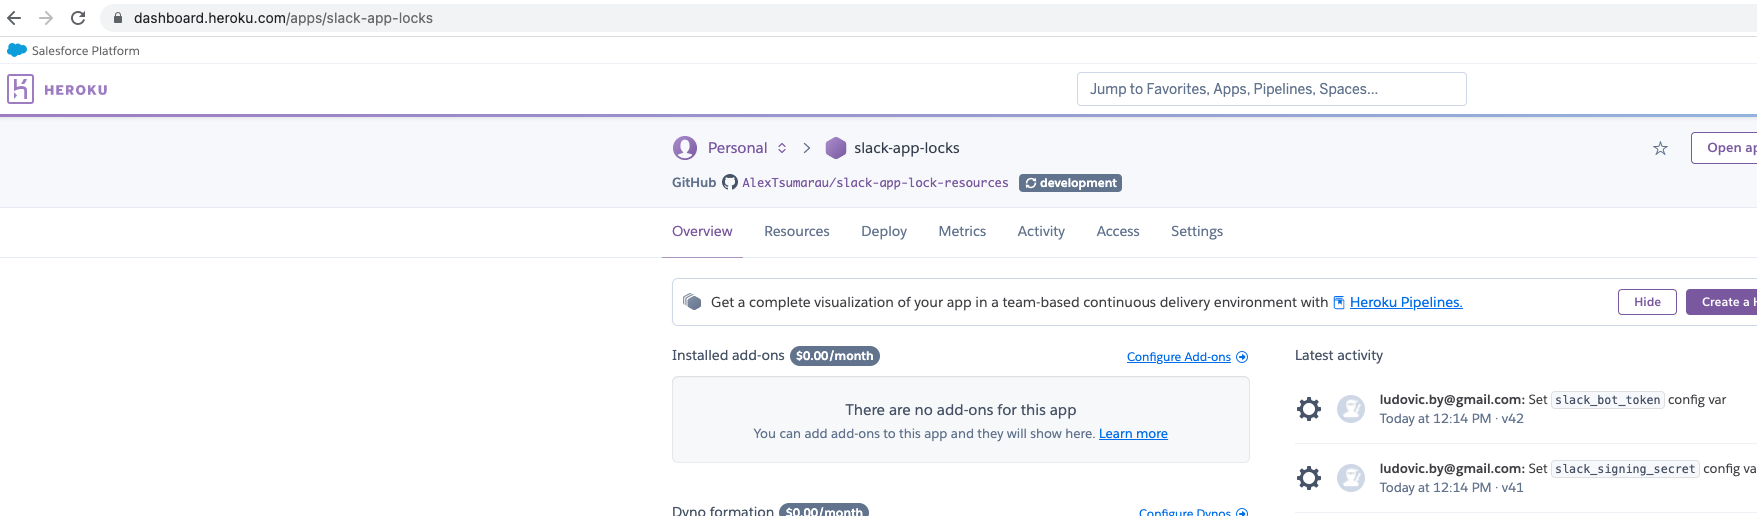 dashboard.heroku.com/apps/slack-app-locks
Salesforce Platform
HEROKU
Jump to Favorites, Apps, Pipelines, Spaces...
Personal
slack-app-locks
Open ap
GitHub AlexTsumarau/slack-app-lock-resources development
Overview Resources Deploy Metrics Activity Access Settings
Get a complete visualization of your app in a team-based continuous delivery environment with Heroku Pipelines.
Hide
Create a H
Installed add-ons $0.00/month
Configure Add-ons
There are no add-ons for this app
You can add add-ons to this app and they will show here. Learn more
Dyno formation $0.00/month
Configure Dynos
Latest activity
ludovic.by@gmail.com: Set slack_bot_token config var
Today at 12:14 PM · v42
ludovic.by@gmail.com: Set slack_signing_secret config va
Today at 12:14 PM · v41